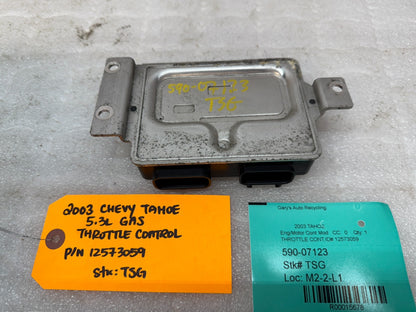 590-07123
TSG
2003 CHEVY TAHOE
5.3L GAS
THROTTLE CONTROL
P/N 12573059
Stk: TSG
Gary's Auto Recycling
2003 TAHOE
Eng/Motor Cont Mod CC: 0 Qty: 1
THROTTLE CONT,ID# 12573059
590-07123
Stk# TSG
Loc: M2-2-L1
R00015676